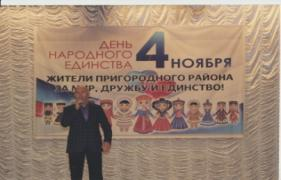 ДЕНЬ
НАРОДНОГО
ЕДИНСТВА
4 НОЯБРЯ
ЖИТЕЛИ ПРИГОРОДНОГО РАЙОНА
ЗА МИР, ДРУЖБУ И ЕДИНСТВО!